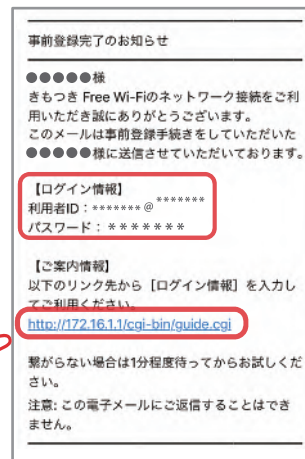 事前登録完了のお知らせ
●●●●●様
きもつき Free Wi-Fiのネットワーク接続をご利
用いただき誠にありがとうございます。
このメールは事前登録手続きをしていただいた
●●●●●様に送信させていただいております。
【ログイン情報】
利用者ID：*******@*******
パスワード：*******
【ご案内情報】
以下のリンク先から［ログイン情報］を入力し
てご利用ください。
http://172.16.1.1/cgi-bin/guide.cgi
繋がらない場合は1分程度待ってからお試しくだ
さい。
注意: この電子メールにご返信することはでき
ません。